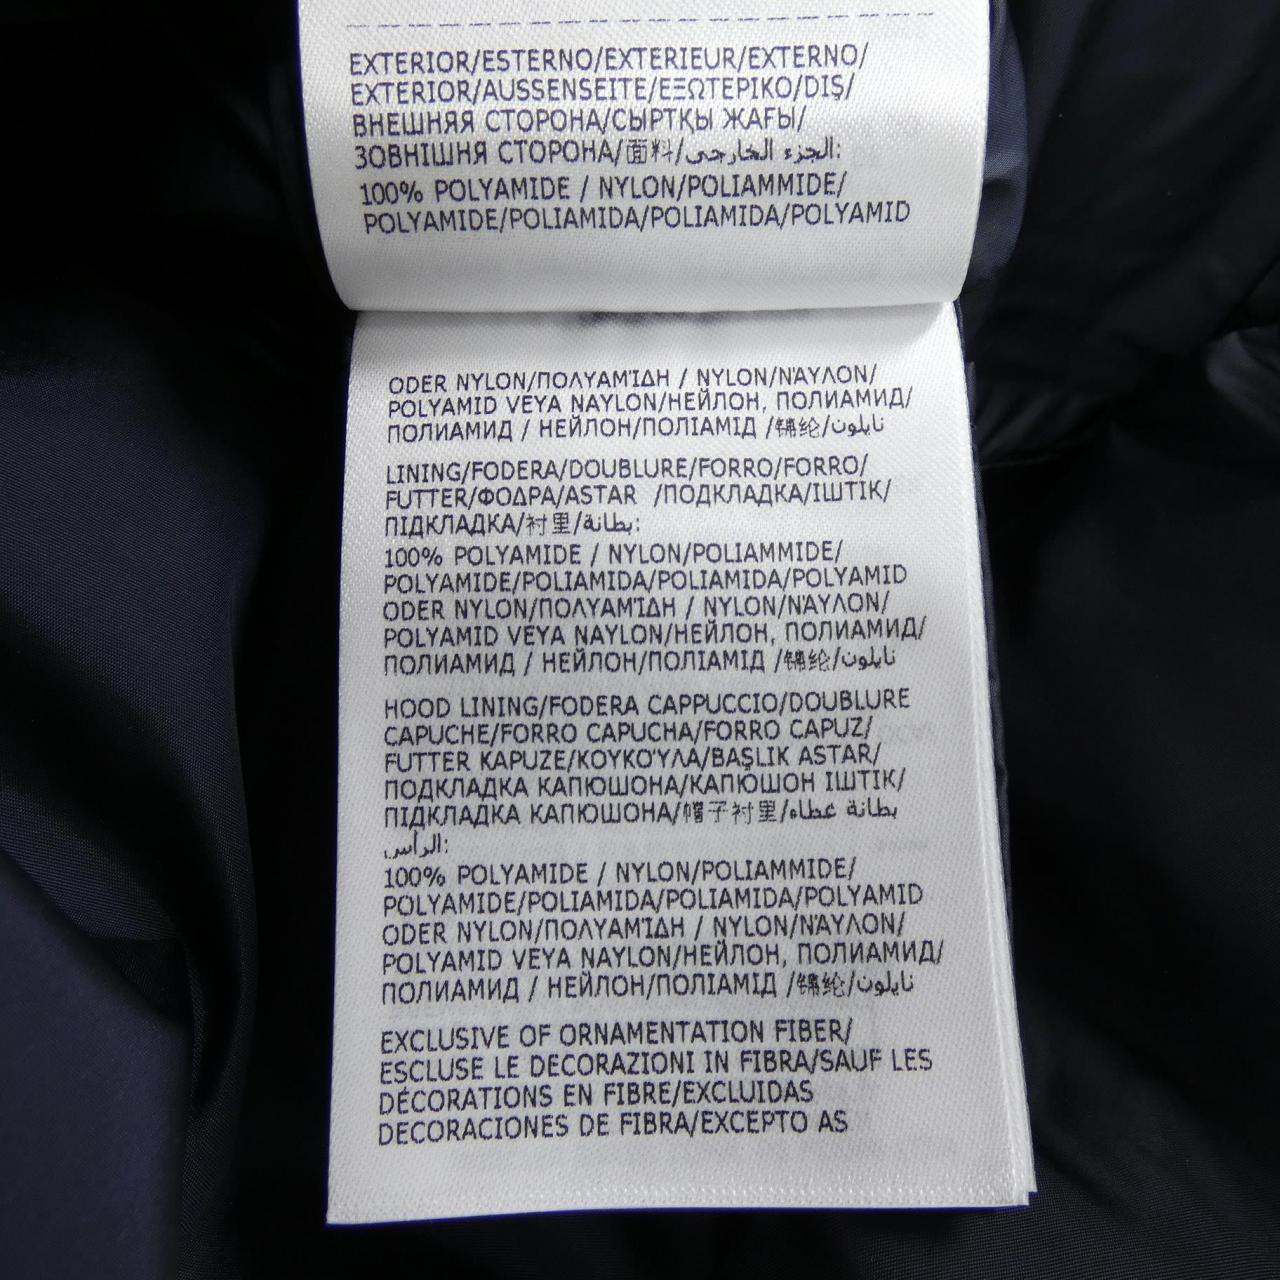 EXTERIOR/ESTERNO/EXTERIEUR/EXTERNO/
EXTERIOR/AUSSENSEITE/ΕΞΩΤΕΡΙΚΟ/DIŞ/
ВНЕШНЯЯ СТОРОНА/СЫРТҚЫ ЖАҒЫ/
ЗОВНІШНЯ СТОРОНА/面料/الجزء الخارجي:
100% POLYAMIDE / NYLON/POLIAMMIDE/
POLYAMIDE/POLIAMIDA/POLIAMIDA/POLYAMID
ODER NYLON/ΠΟΛΥΑΜΊΔΗ / NYLON/ΝΆΥΛΟΝ/
POLYAMID VEYA NAYLON/НЕЙЛОН, ПОЛИАМИД/
ПОЛИАМИД / НЕЙЛОН/ПОЛІАМІД /锦纶/نايلون
LINING/FODERA/DOUBLURE/FORRO/FORRO/
FUTTER/ΦΟΔΡΑ/ASTAR /ПОДКЛАДКА/ІШТІК/
ПІДКЛАДКА/衬里/بطانة:
100% POLYAMIDE / NYLON/POLIAMMIDE/
POLYAMIDE/POLIAMIDA/POLIAMIDA/POLYAMID
ODER NYLON/ΠΟΛΥΑΜΊΔΗ / NYLON/ΝΆΥΛΟΝ/
POLYAMID VEYA NAYLON/НЕЙЛОН, ПОЛИАМИД/
ПОЛИАМИД / НЕЙЛОН/ПОЛІАМІД /锦纶/نايلون
HOOD LINING/FODERA CAPPUCCIO/DOUBLURE
CAPUCHE/FORRO CAPUCHA/FORRO CAPUZ/
FUTTER KAPUZE/ΚΟΥΚΟΎΛΑ/BAŞLIK ASTAR/
ПОДКЛАДКА КАПЮШОНА/КАПЮШОН ІШТІК/
ПІДКЛАДКА КАПЮШОНА/帽子衬里/بطانة غطاء
الرأس:
100% POLYAMIDE / NYLON/POLIAMMIDE/
POLYAMIDE/POLIAMIDA/POLIAMIDA/POLYAMID
ODER NYLON/ΠΟΛΥΑΜΊΔΗ / NYLON/ΝΆΥΛΟΝ/
POLYAMID VEYA NAYLON/НЕЙЛОН, ПОЛИАМИД/
ПОЛИАМИД / НЕЙЛОН/ПОЛІАМІД /锦纶/نايلون
EXCLUSIVE OF ORNAMENTATION FIBER/
ESCLUSE LE DECORAZIONI IN FIBRA/SAUF LES
DÉCORATIONS EN FIBRE/EXCLUIDAS
DECORACIONES DE FIBRA/EXCEPTO AS